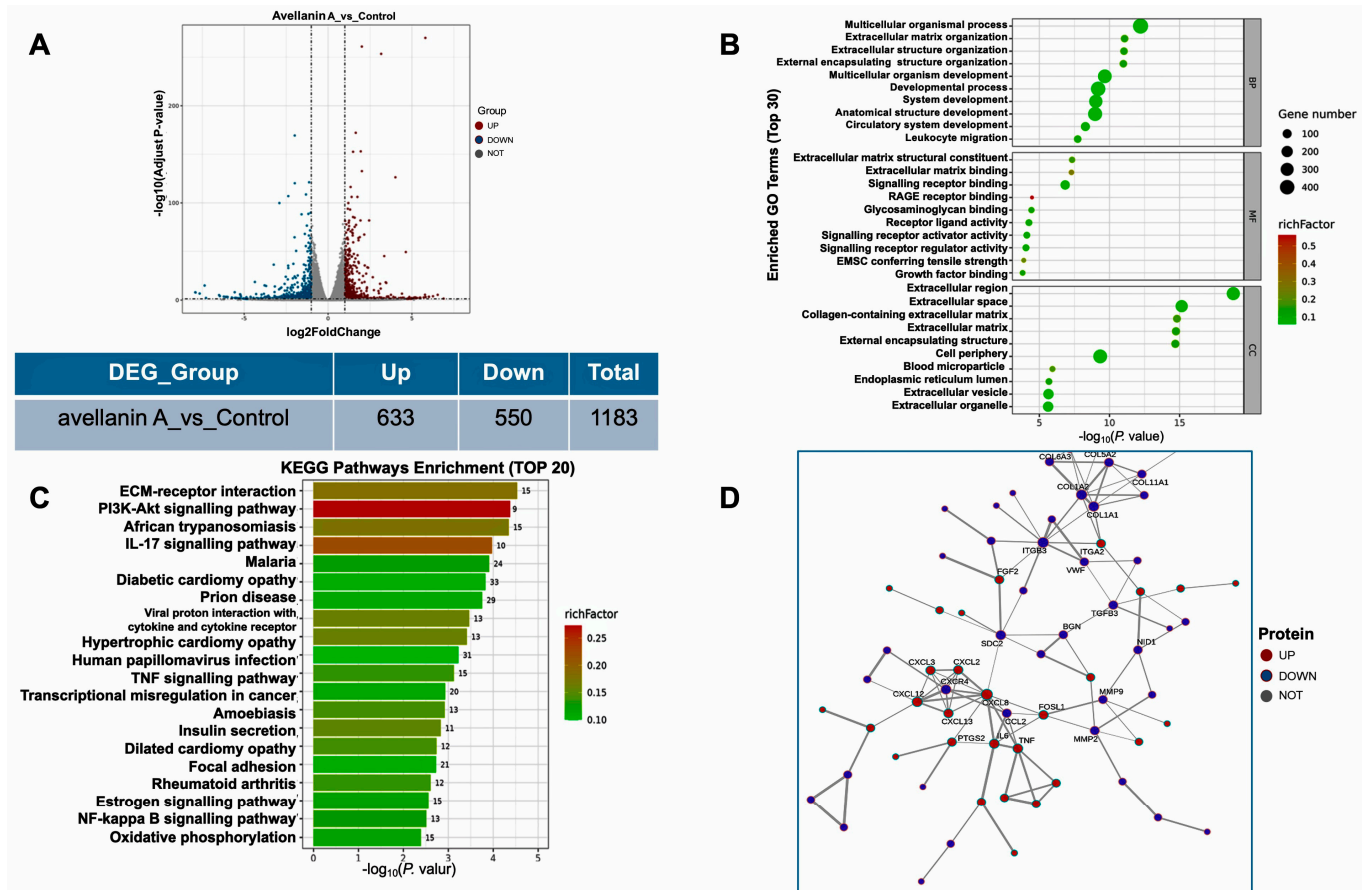 A
Avellanin A_vs_Control
-log10(Adjust P-value)
200
100
0
-5
0
5
log2FoldChange
Group
UP
DOWN
NOT
DEG_Group Up Down Total
avellanin A_vs_Control 633 550 1183
B
Enriched GO Terms (Top 30)
Multicellular organismal process
Extracellular matrix organization
Extracellular structure organization
External encapsulating structure organization
Multicellular organism development
Developmental process
System development
Anatomical structure development
Circulatory system development
Leukocyte migration
BP
Extracellular matrix structural constituent
Extracellular matrix binding
Signalling receptor binding
RAGE receptor binding
Glycosaminoglycan binding
Receptor ligand activity
Signalling receptor activator activity
Signalling receptor regulator activity
EMSC conferring tensile strength
Growth factor binding
MF
Extracellular region
Extracellular space
Collagen-containing extracellular matrix
Extracellular matrix
External encapsulating structure
Cell periphery
Blood microparticle
Endoplasmic reticulum lumen
Extracellular vesicle
Extracellular organelle
CC
5 10 15
-log10(P. value)
Gene number
100
200
300
400
richFactor
0.5
0.4
0.3
0.2
0.1
C
KEGG Pathways Enrichment (TOP 20)
ECM-receptor interaction 15
PI3K-Akt signalling pathway 9
African trypanosomiasis 15
IL-17 signalling pathway 10
Malaria 24
Diabetic cardiomy opathy 33
Prion disease 29
Viral proton interaction with
cytokine and cytokine receptor 13
Hypertrophic cardiomy opathy 13
Human papillomavirus infection 31
TNF signalling pathway 15
Transcriptional misregulation in cancer 20
Amoebiasis 13
Insulin secretion 11
Dilated cardiomy opathy 12
Focal adhesion 21
Rheumatoid arthritis 12
Estrogen signalling pathway 15
NF-kappa B signalling pathway 13
Oxidative phosphorylation 15
0 1 2 3 4 5
-log10(P. valur)
richFactor
0.25
0.20
0.15
0.10
D
COL6A3
COL5A2
COL1A2
COL11A1
COL1A1
ITGB3
ITGA2
VWF
FGF2
TGFB3
SDC2
BGN
NID1
CXCL3
CXCL2
CXCR4
CXCL12
CXCL8
MMP9
CXCL13
CCL2
FOSL1
PTGS2
IL6
TNF
MMP2
Protein
UP
DOWN
NOT